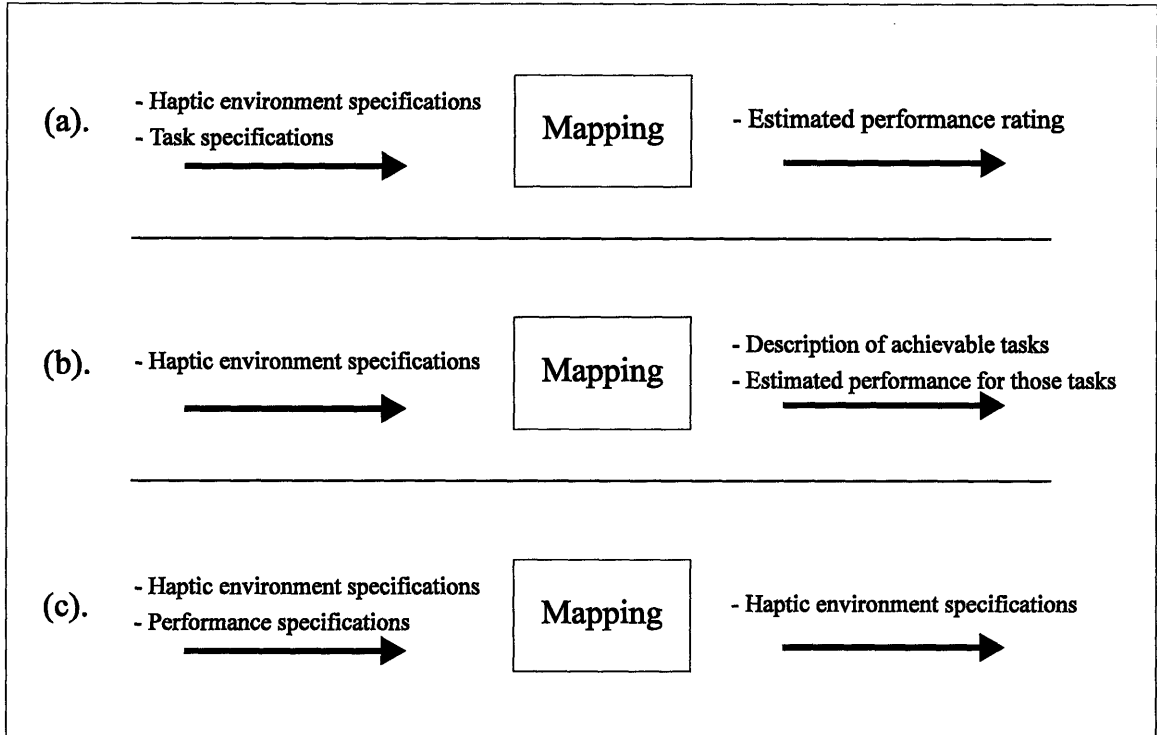 (a).
- Haptic environment specifications
- Task specifications
Mapping
- Estimated performance rating
(b).
- Haptic environment specifications
Mapping
- Description of achievable tasks
- Estimated performance for those tasks
(c).
- Haptic environment specifications
- Performance specifications
Mapping
- Haptic environment specifications